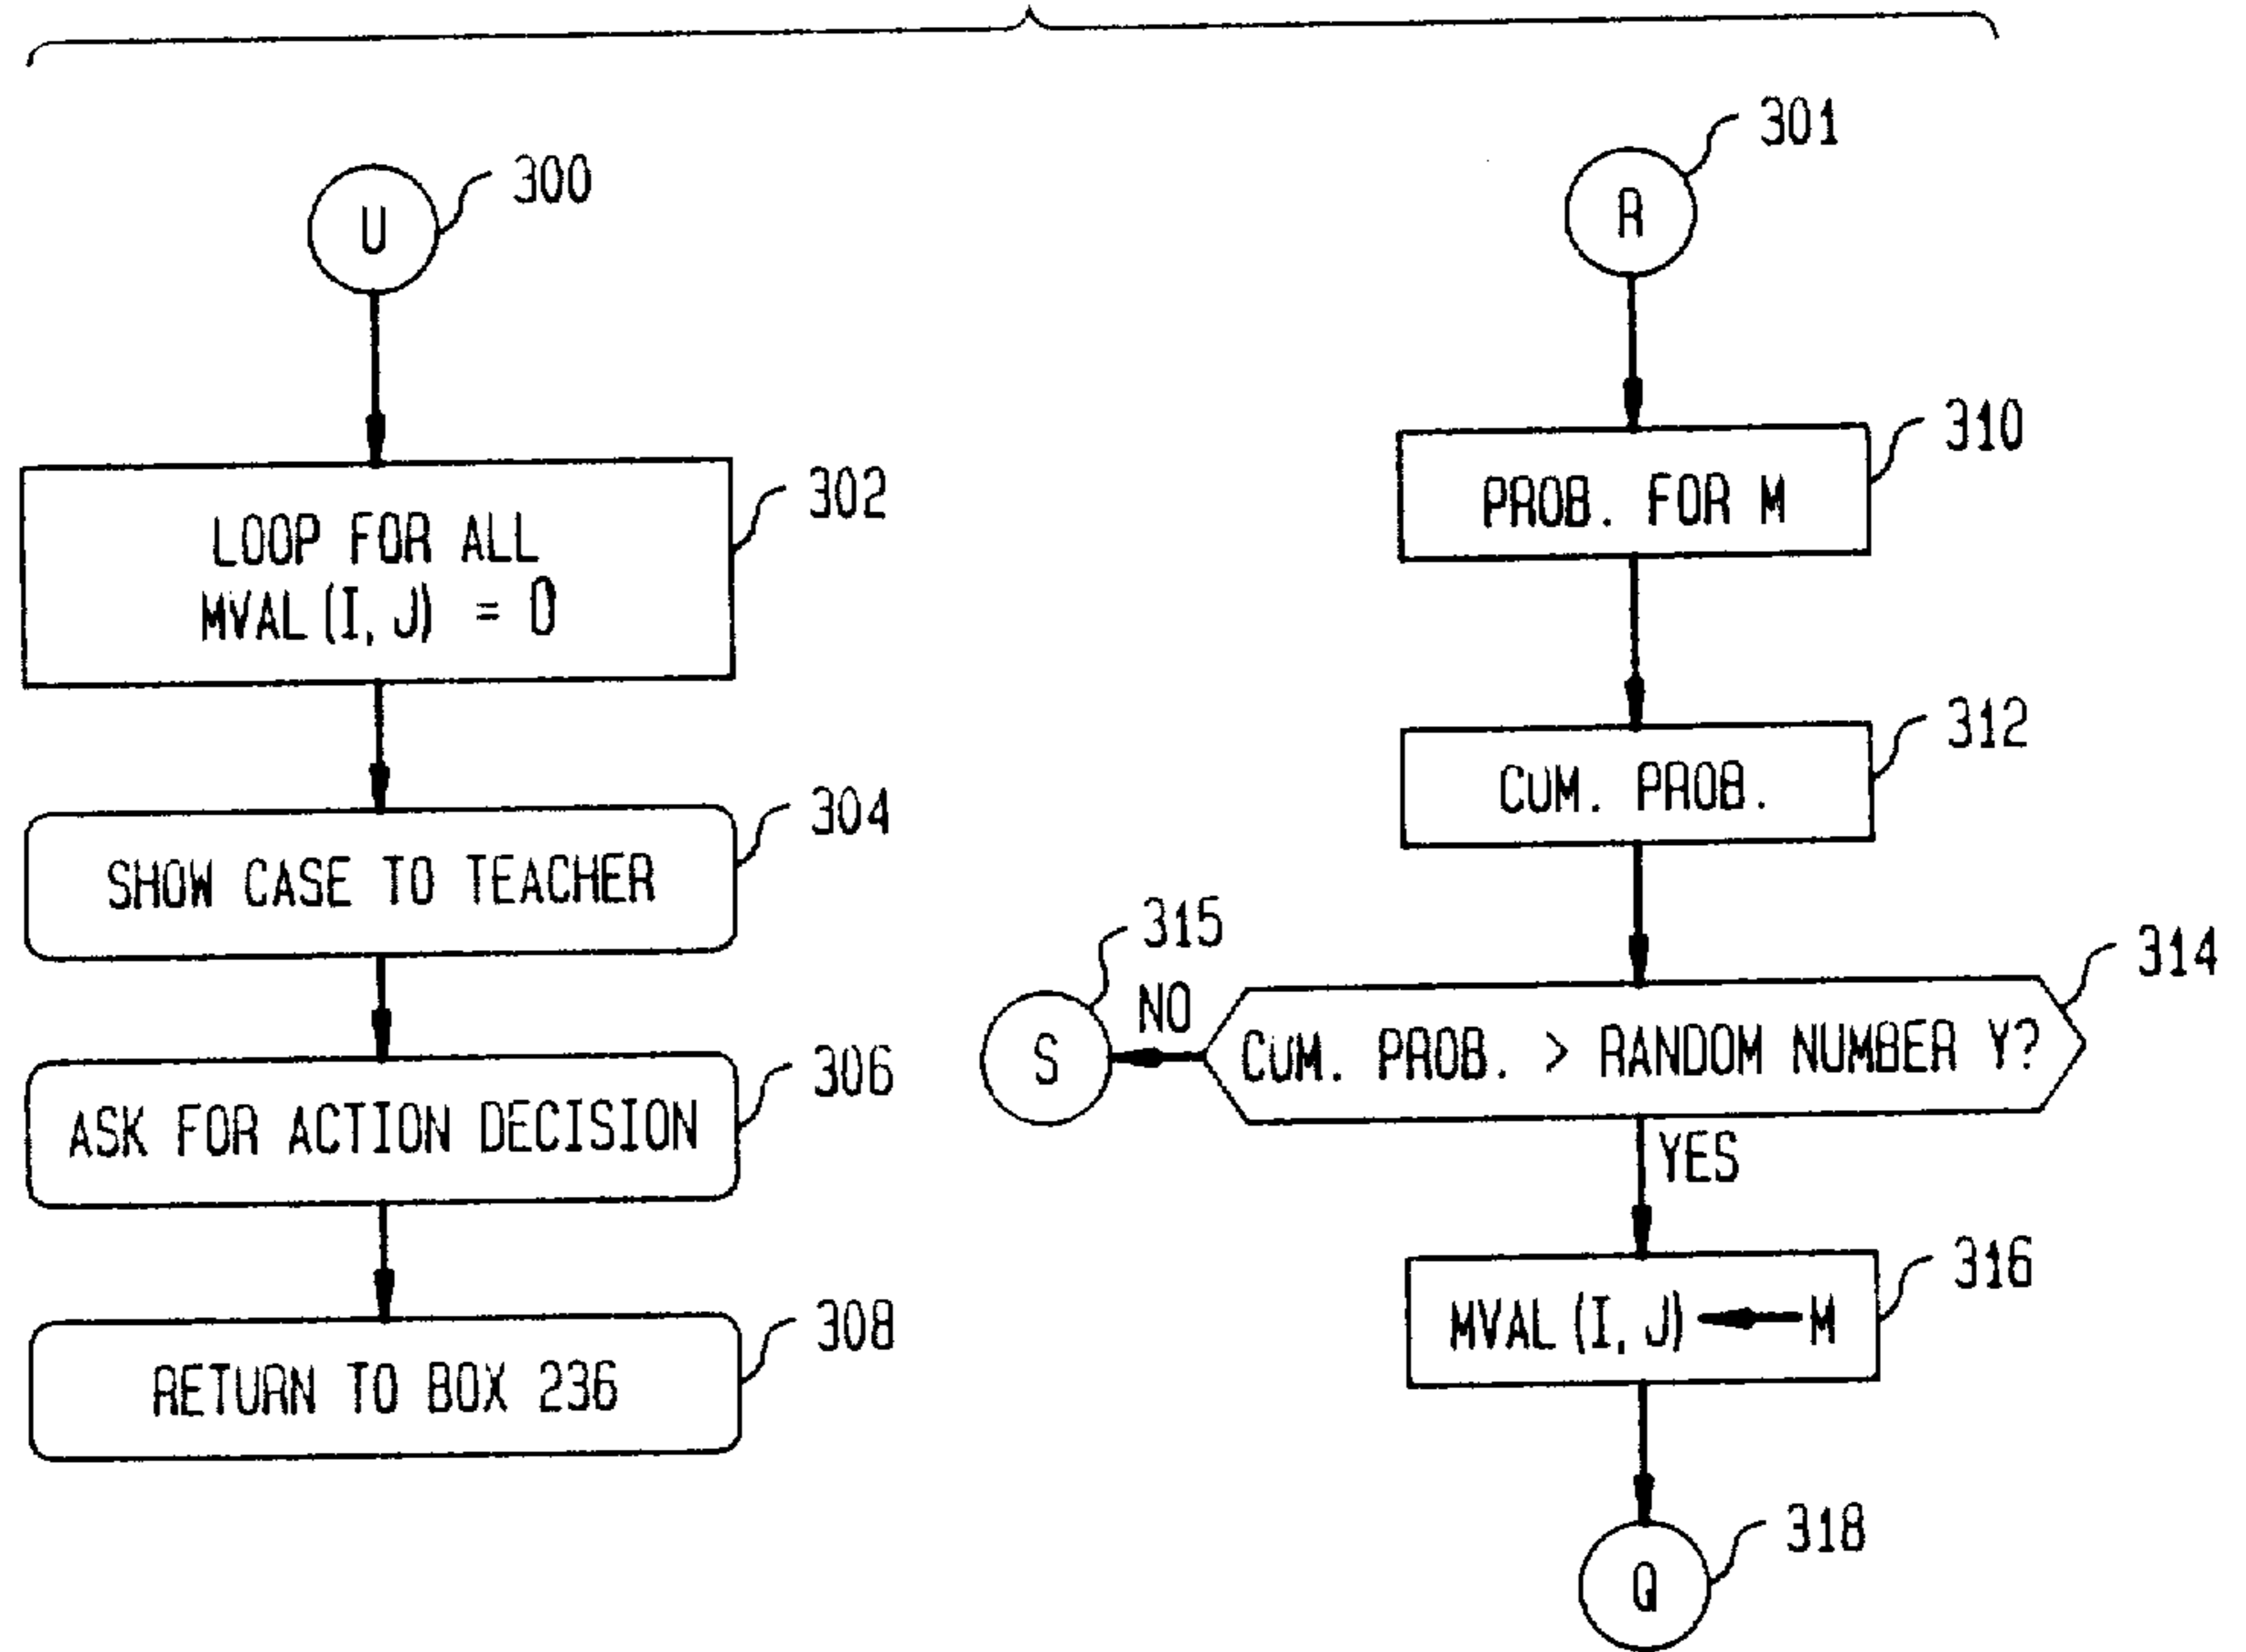 U
300
LOOP FOR ALL
MVAL (I, J) = 0
302
SHOW CASE TO TEACHER
304
ASK FOR ACTION DECISION
306
RETURN TO BOX 236
308
R
301
PROB. FOR M
310
CUM. PROB.
312
CUM. PROB. > RANDOM NUMBER Y?
314
NO
S
315
YES
MVAL (I, J) ← M
316
Q
318